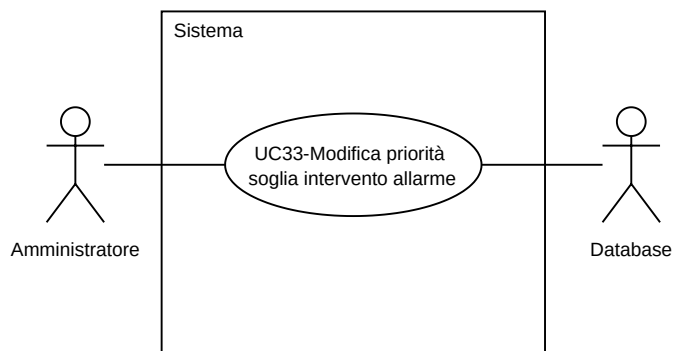 Sistema
UC33-Modifica priorità
soglia intervento allarme
Amministratore
Database